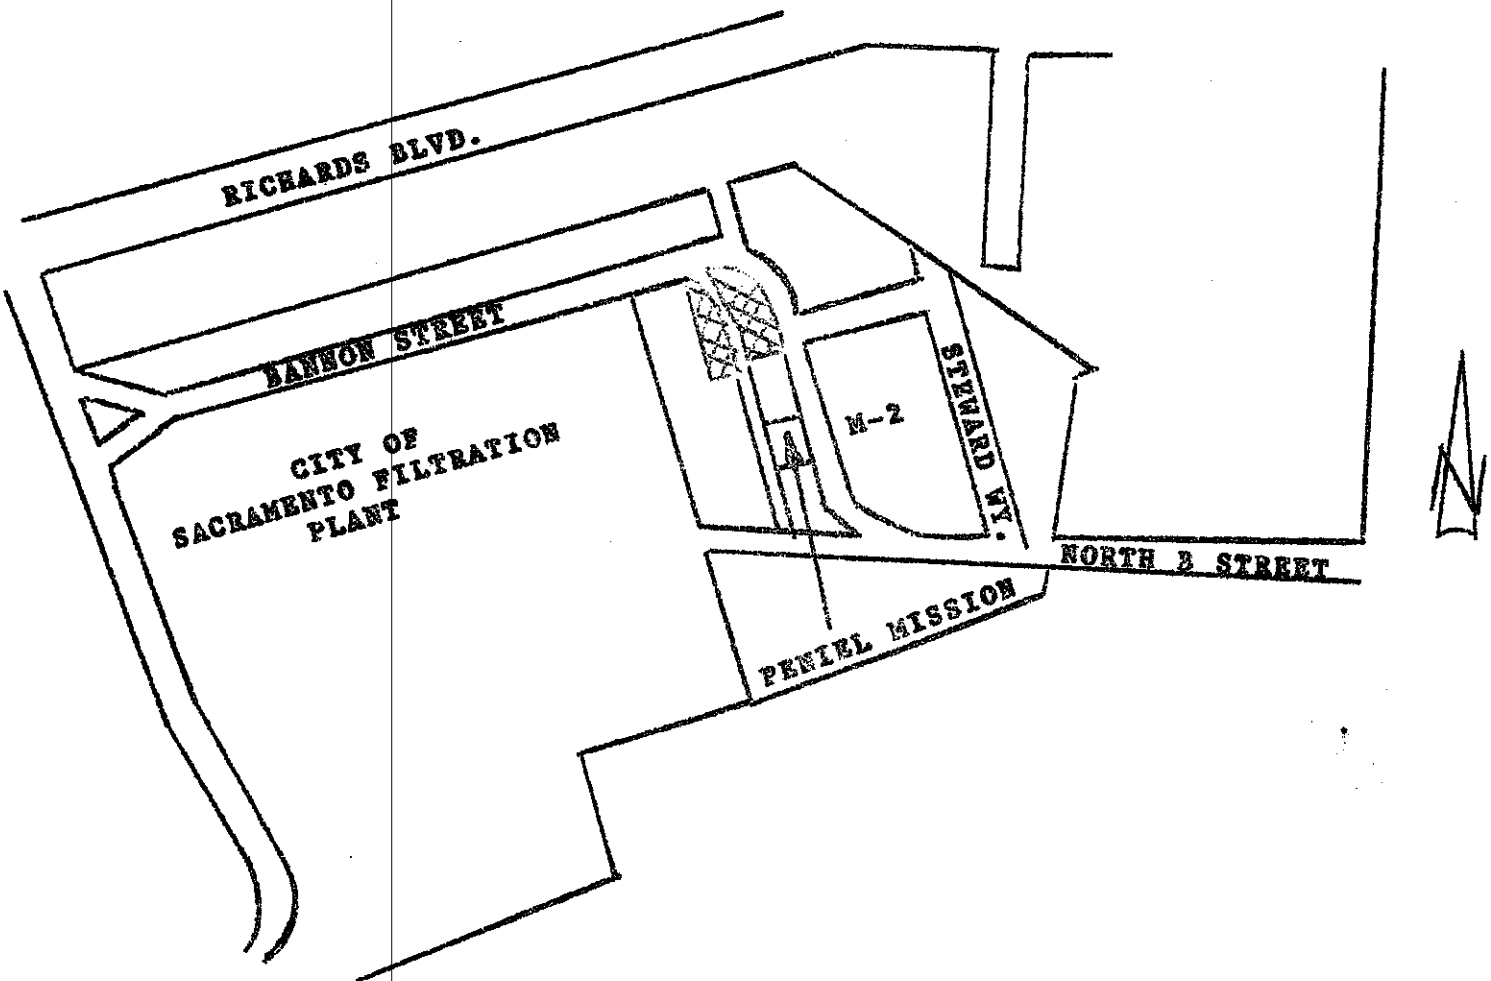 RICHARDS BLVD.
BANNON STREET
CITY OF
SACRAMENTO FILTRATION
PLANT
M-2
STEWARD WY.
NORTH B STREET
PENIEL MISSION
N